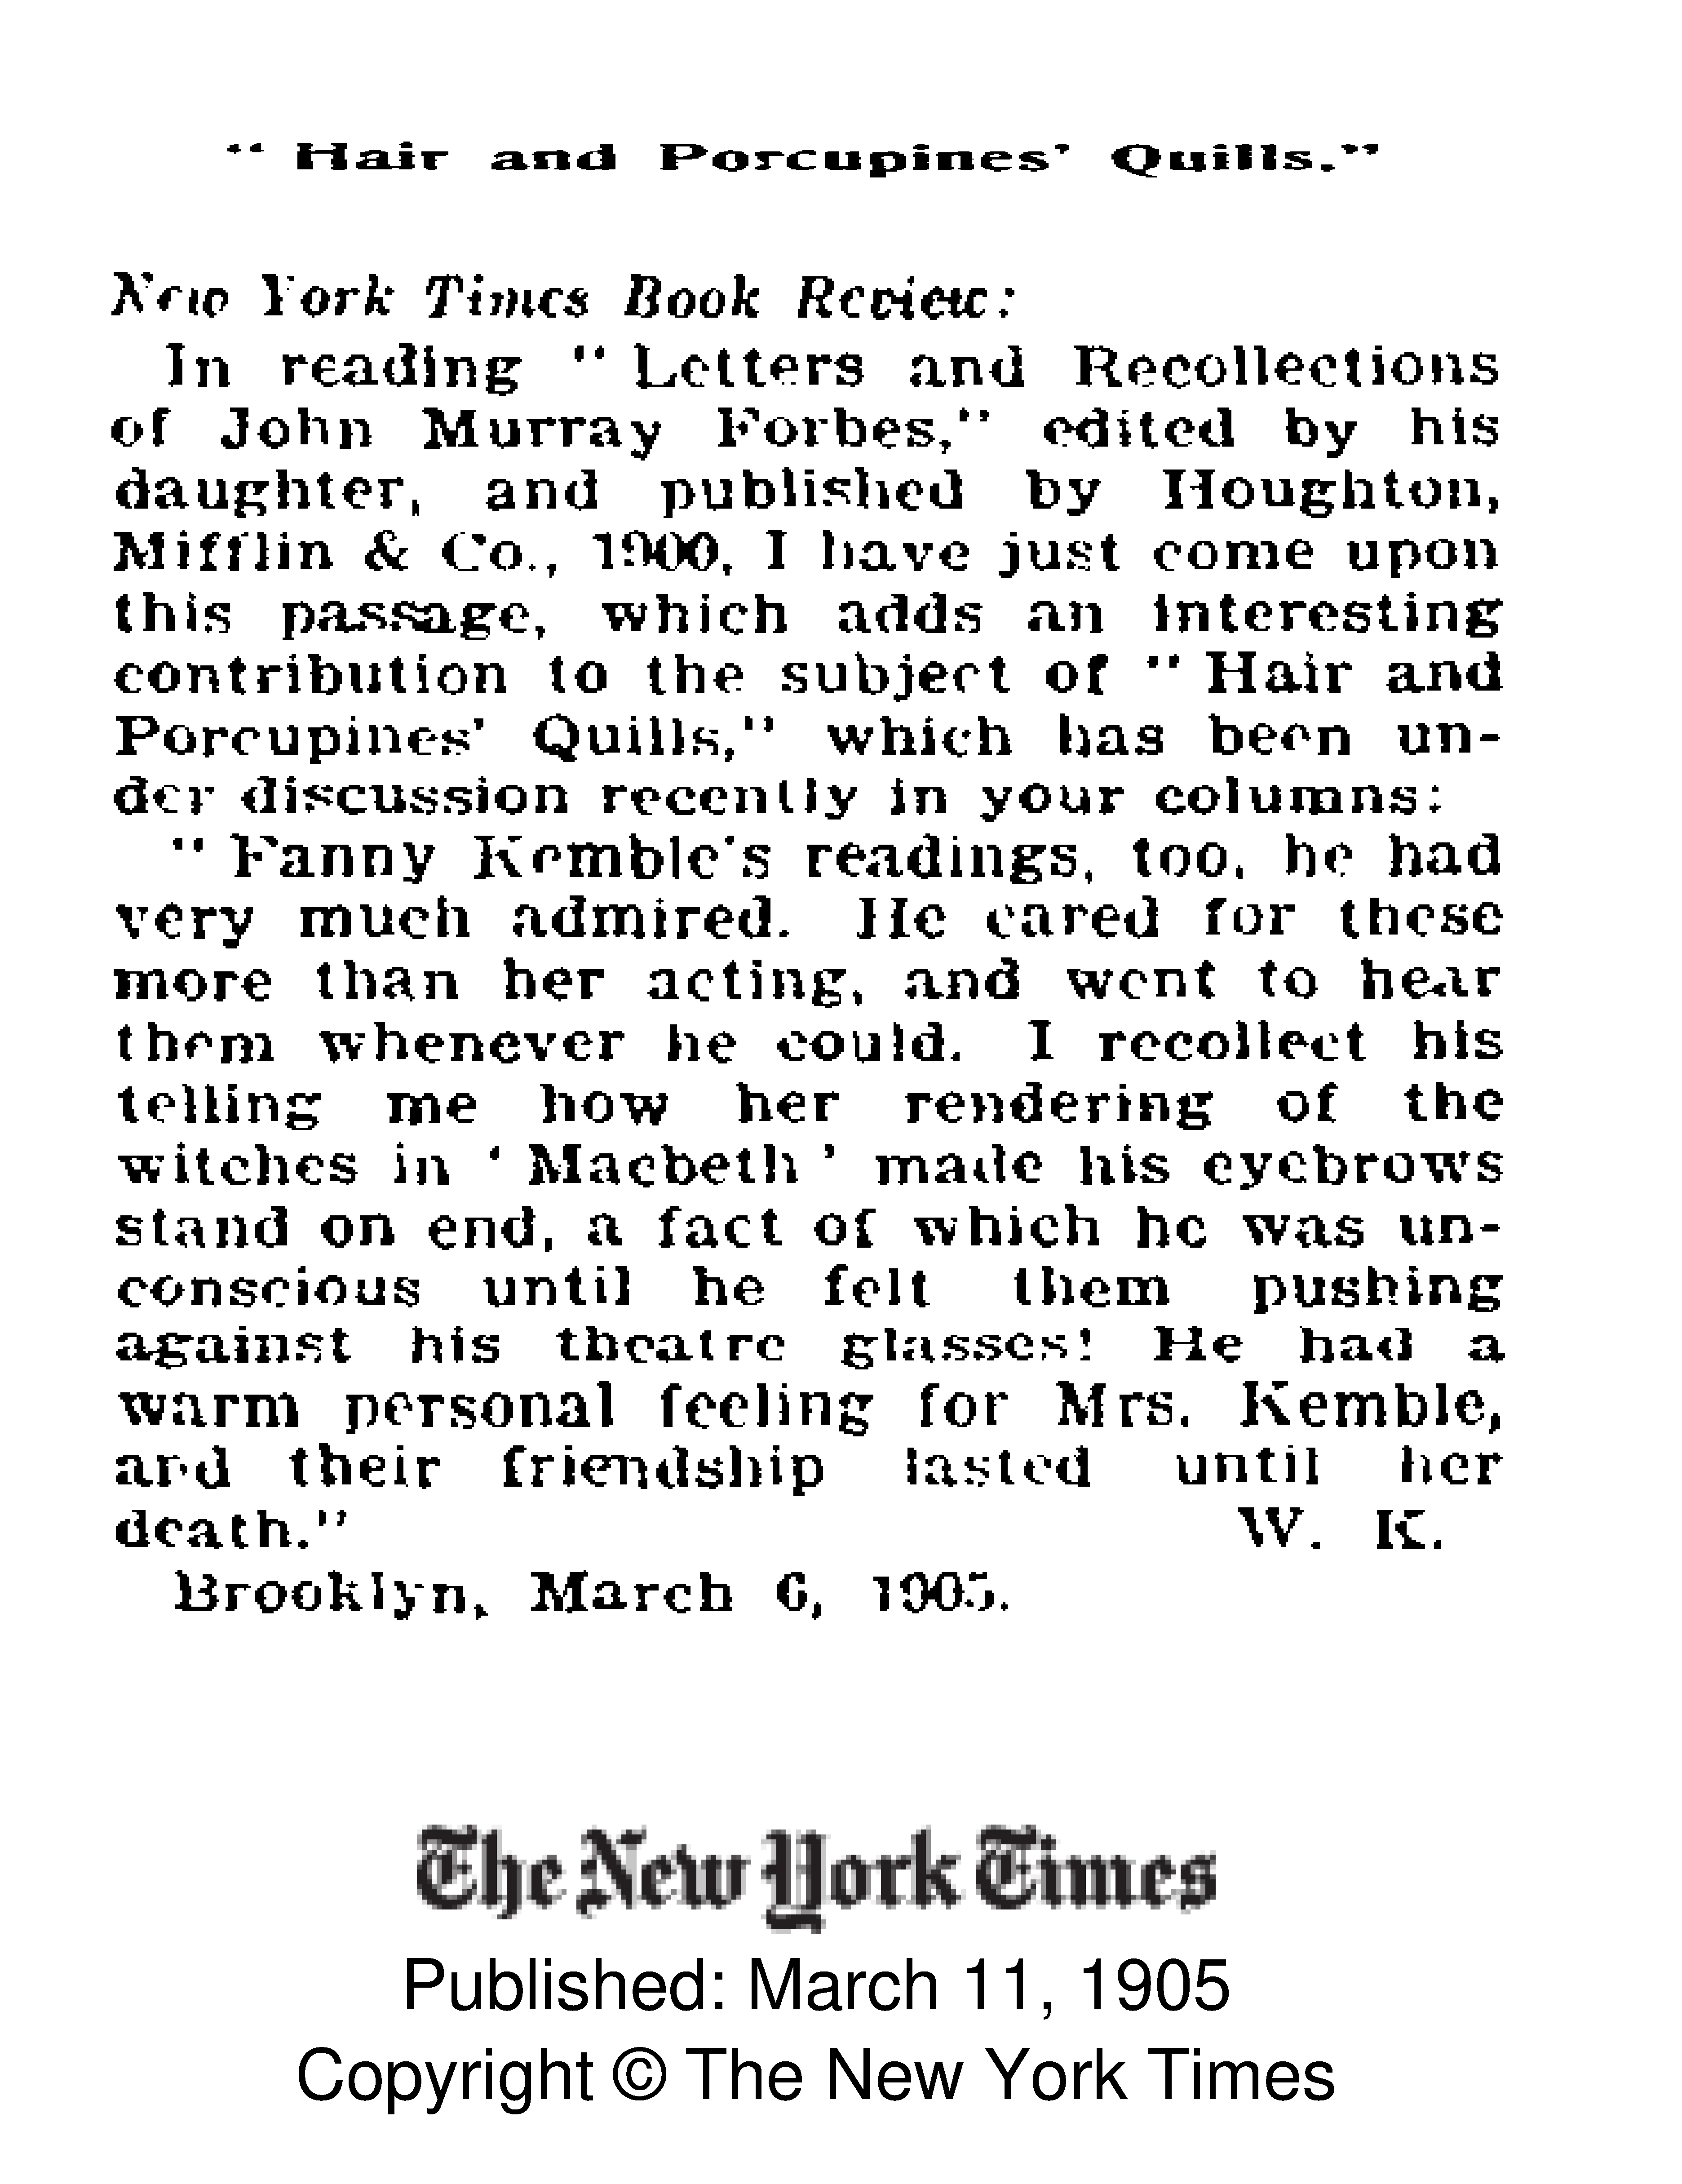 “ Hair and Porcupines’ Quills.”
New York Times Book Review:
In reading “ Letters and Recollections
of John Murray Forbes,” edited by his
daughter, and published by Houghton,
Mifflin & Co., 1900, I have just come upon
this passage, which adds an interesting
contribution to the subject of “ Hair and
Porcupines’ Quills,” which has been un-
der discussion recently in your columns:
“ Fanny Kemble’s readings, too, he had
very much admired. He cared for these
more than her acting, and went to hear
them whenever he could. I recollect his
telling me how her rendering of the
witches in ‘ Macbeth ’ made his eyebrows
stand on end, a fact of which he was un-
conscious until he felt them pushing
against his theatre glasses! He had a
warm personal feeling for Mrs. Kemble,
and their friendship lasted until her
death.” W. K.
Brooklyn, March 6, 1905.
The New York Times
Published: March 11, 1905
Copyright © The New York Times